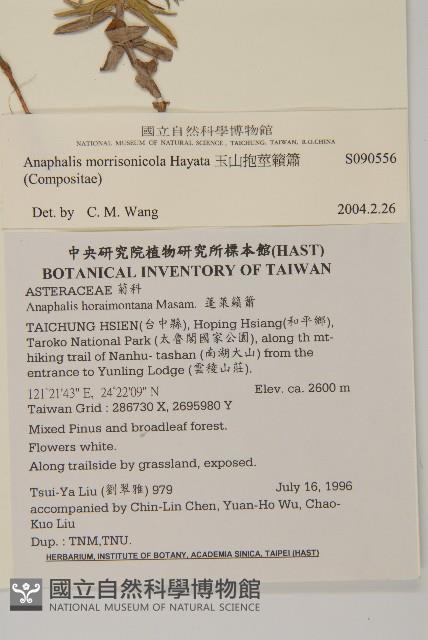 國立自然科學博物館
NATIONAL MUSEUM OF NATURAL SCIENCE, TAICHUNG, TAIWAN, R.O.CHINA
Anaphalis morrisonicola Hayata 玉山抱莖籟簫 S090556
(Compositae)
Det. by C. M. Wang 2004.2.26
中央研究院植物研究所標本館(HAST)
BOTANICAL INVENTORY OF TAIWAN
ASTERACEAE 菊科
Anaphalis horaimontana Masam. 蓬萊籟簫
TAICHUNG HSIEN(台中縣), Hoping Hsiang(和平鄉),
Taroko National Park (太魯閣國家公園), along th mt-
hiking trail of Nanhu- tashan (南湖大山) from the
entrance to Yunling Lodge (雲稜山莊).
121°21'43" E, 24°22'09" N Elev. ca. 2600 m
Taiwan Grid : 286730 X, 2695980 Y
Mixed Pinus and broadleaf forest.
Flowers white.
Along trailside by grassland, exposed.
Tsui-Ya Liu (劉翠雅) 979 July 16, 1996
accompanied by Chin-Lin Chen, Yuan-Ho Wu, Chao-
Kuo Liu
Dup. : TNM,TNU.
HERBARIUM, INSTITUTE OF BOTANY, ACADEMIA SINICA, TAIPEI (HAST)
國立自然科學博物館
NATIONAL MUSEUM OF NATURAL SCIENCE